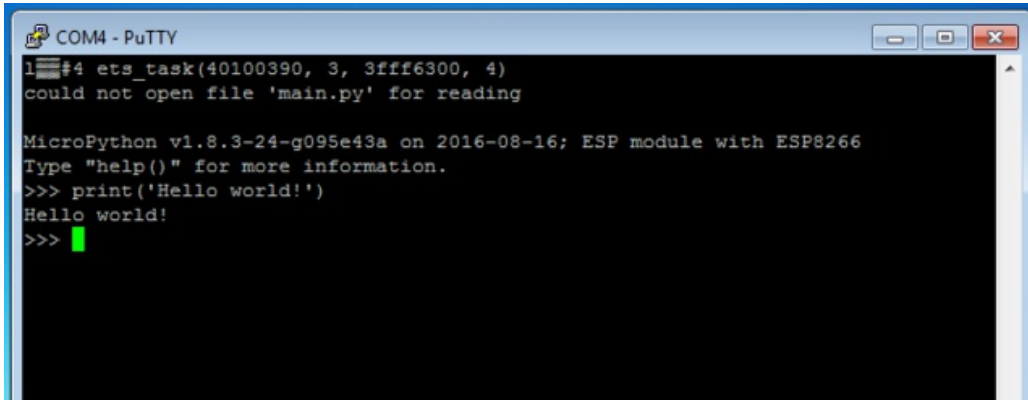 COM4 - PuTTY
l▒▒#4 ets_task(40100390, 3, 3fff6300, 4)
could not open file 'main.py' for reading
MicroPython v1.8.3-24-g095e43a on 2016-08-16; ESP module with ESP8266
Type "help()" for more information.
>>> print('Hello world!')
Hello world!
>>>